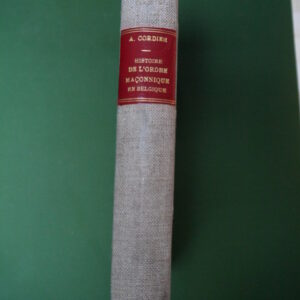 A. CORDIER
HISTOIRE
DE L'ORDRE
MAÇONNIQUE
EN BELGIQUE